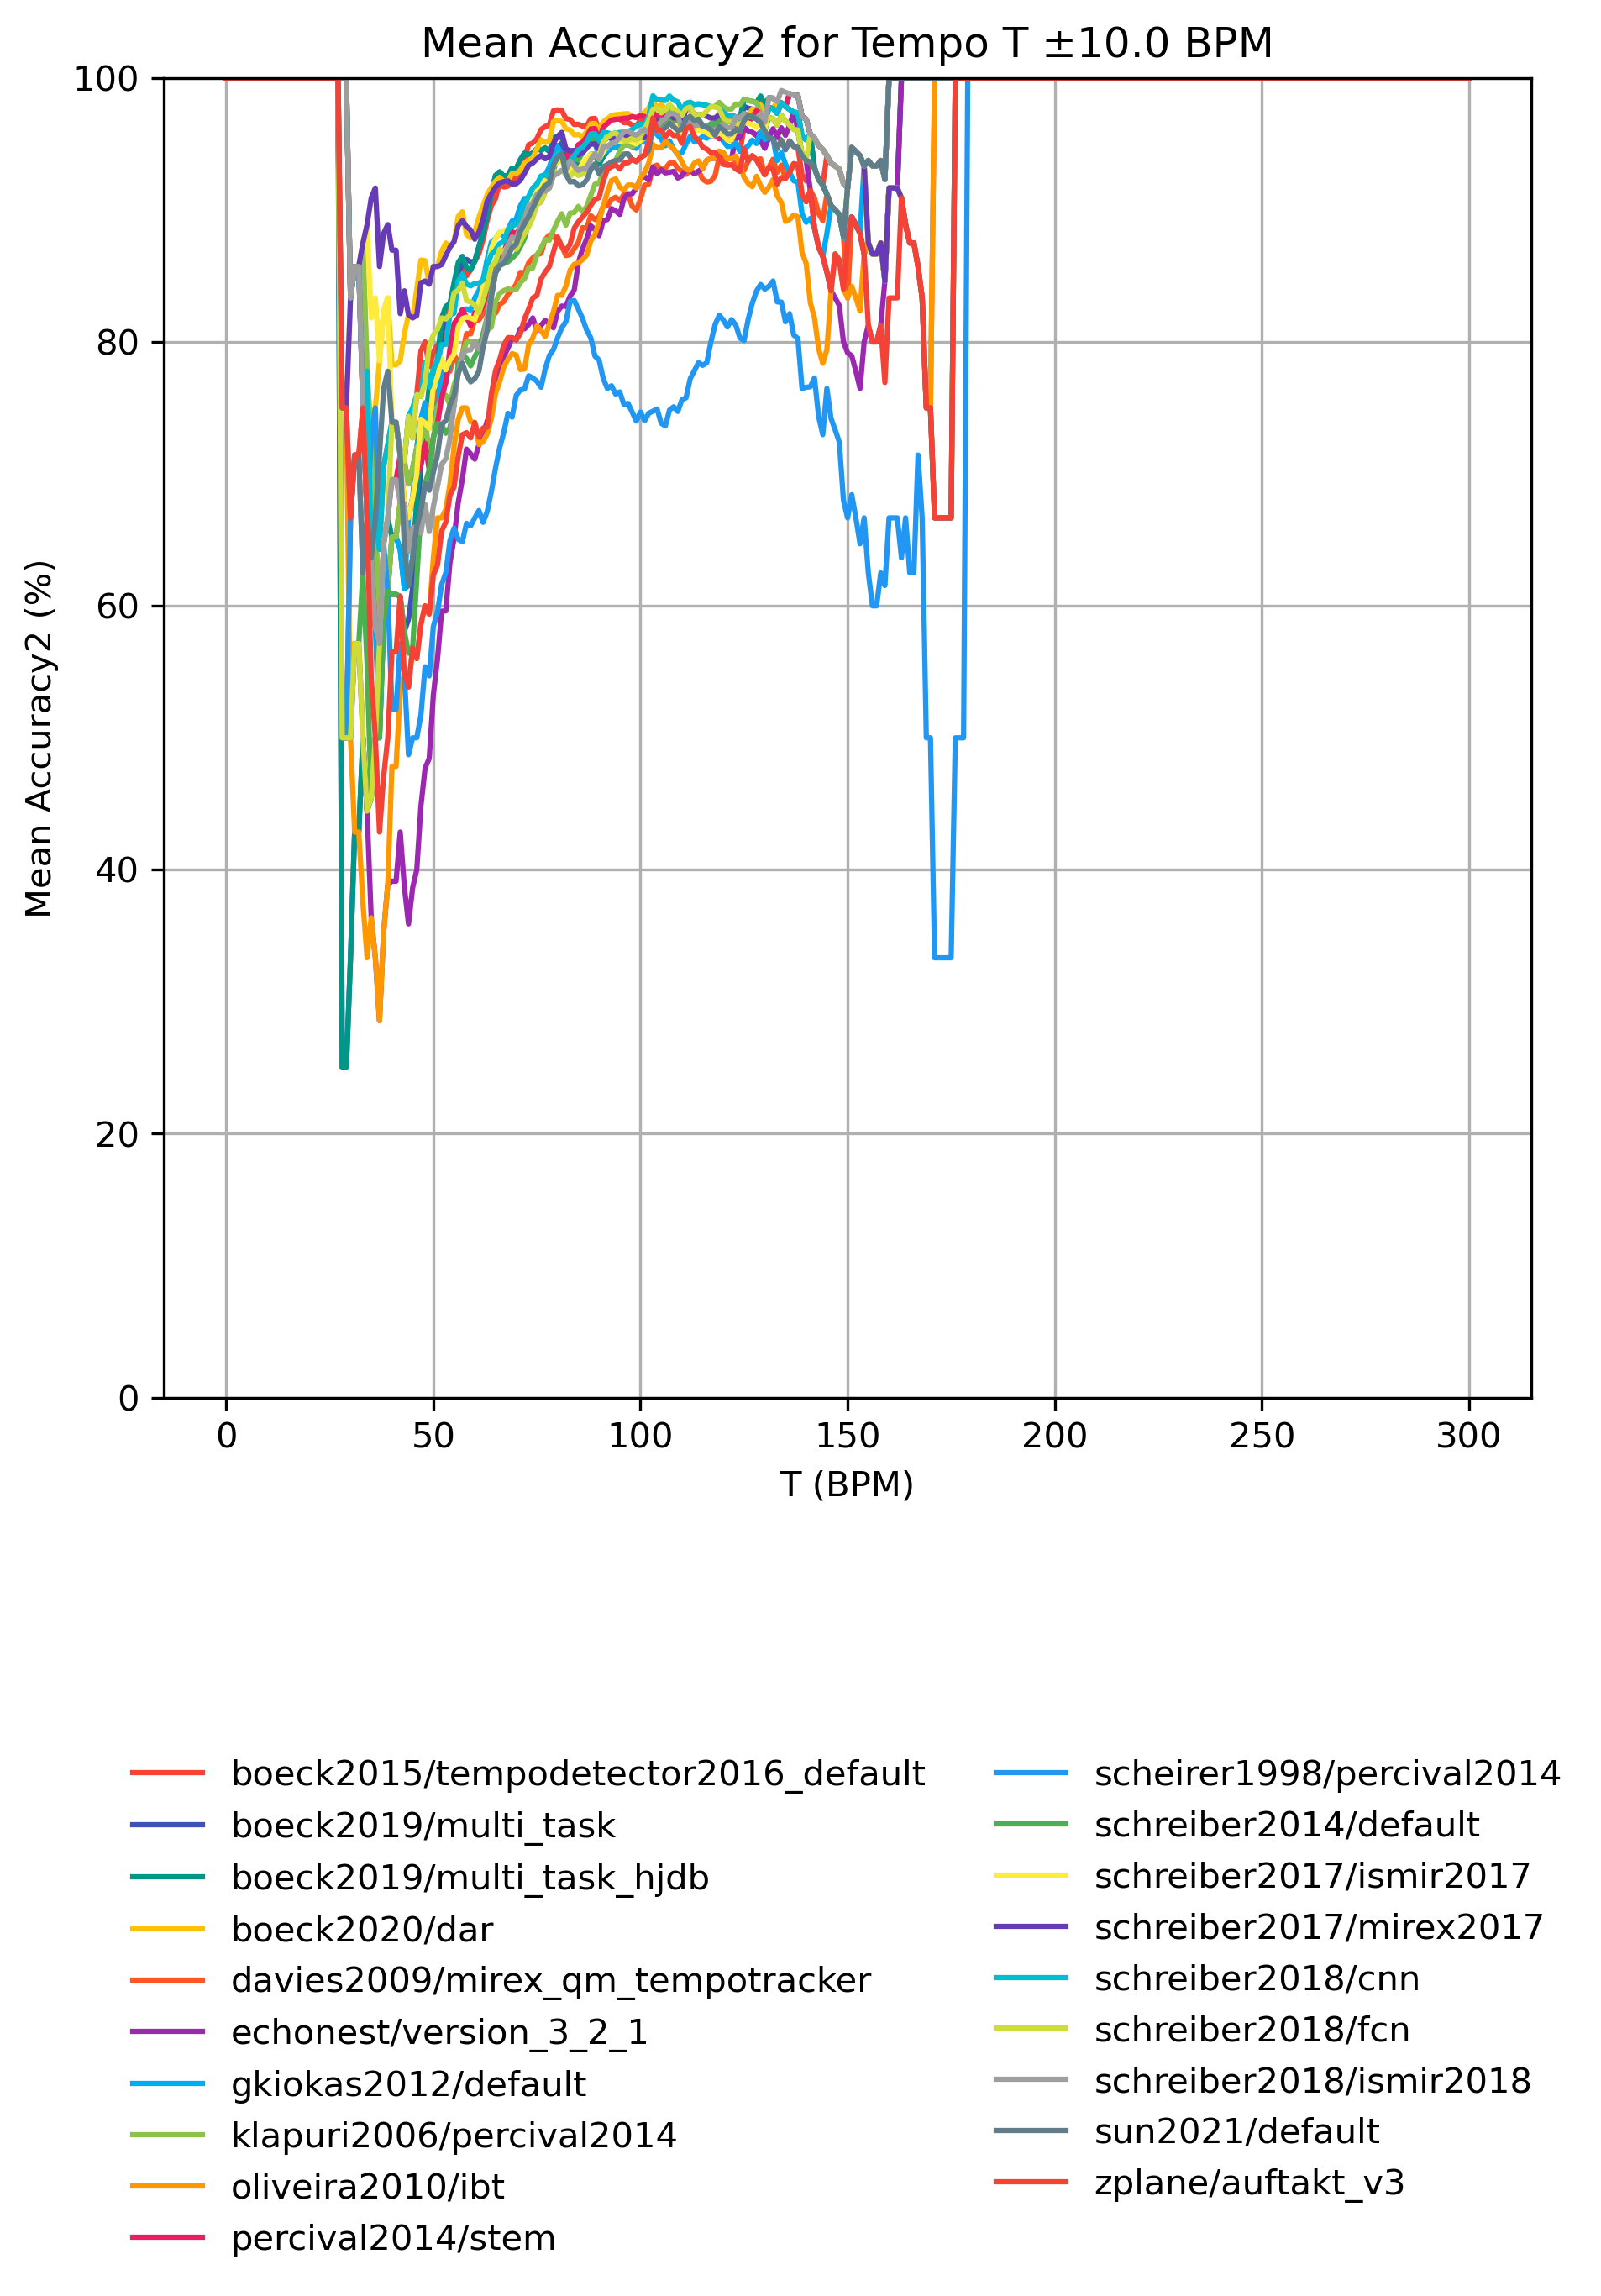 Mean Accuracy2 for Tempo T ±10.0 BPM
100
80
60
40
20
0
Mean Accuracy2 (%)
0 50 100 150 200 250 300
T (BPM)
boeck2015/tempodetector2016_default
boeck2019/multi_task
boeck2019/multi_task_hjdb
boeck2020/dar
davies2009/mirex_qm_tempotracker
echonest/version_3_2_1
gkiokas2012/default
klapuri2006/percival2014
oliveira2010/ibt
percival2014/stem
scheirer1998/percival2014
schreiber2014/default
schreiber2017/ismir2017
schreiber2017/mirex2017
schreiber2018/cnn
schreiber2018/fcn
schreiber2018/ismir2018
sun2021/default
zplane/auftakt_v3